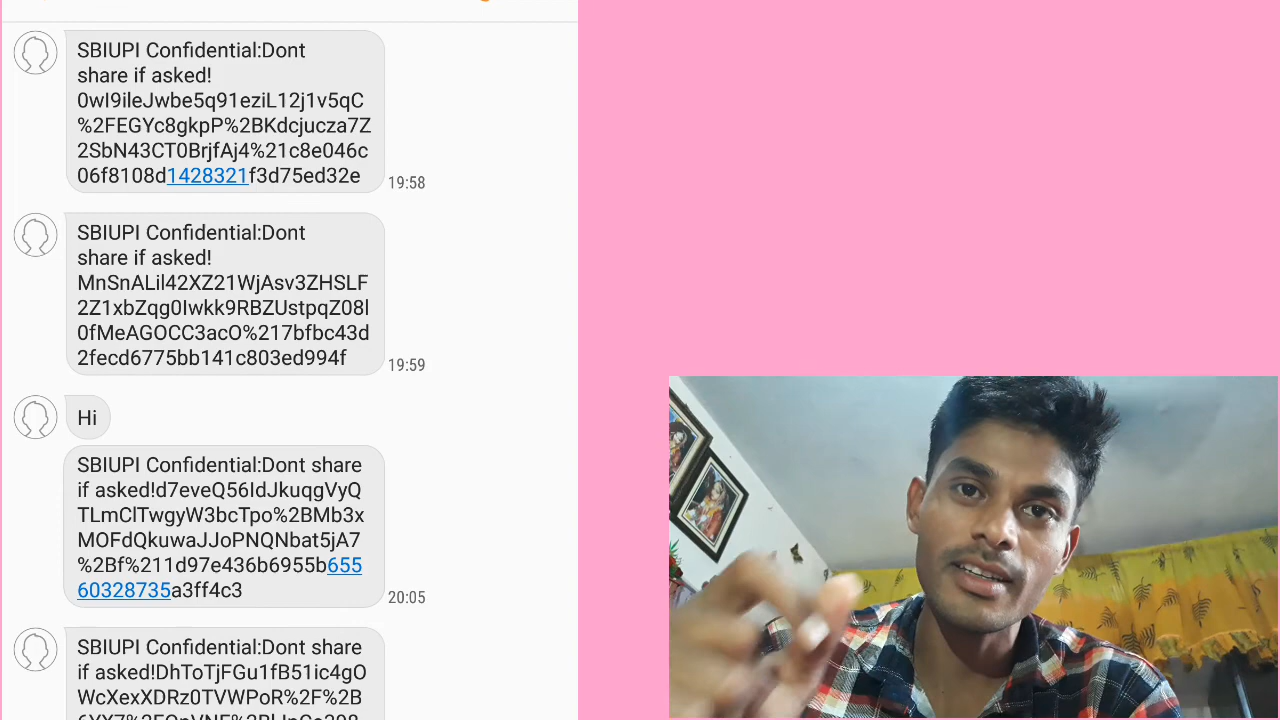 SBIUPI Confidential:Dont
share if asked!
0wI9ileJwbe5q91eziL12j1v5qC
%2FEGYc8gkpP%2BKdcjucza7Z
2SbN43CT0BrjfAj4%21c8e046c
06f8108d1428321f3d75ed32e
19:58
SBIUPI Confidential:Dont
share if asked!
MnSnALil42XZ21WjAsv3ZHSLF
2Z1xbZqg0Iwkk9RBZUstpqZ08l
0fMeAGOCC3acO%217bfbc43d
2fecd6775bb141c803ed994f
19:59
Hi
SBIUPI Confidential:Dont share
if asked!d7eveQ56IdJkuqgVyQ
TLmClTwgyW3bcTpo%2BMb3x
MOFdQkuwaJJoPNQNbat5jA7
%2Bf%211d97e436b6955b655
60328735a3ff4c3
20:05
SBIUPI Confidential:Dont share
if asked!DhToTjFGu1fB51ic4gO
WcXexXDRz0TVWPoR%2F%2B